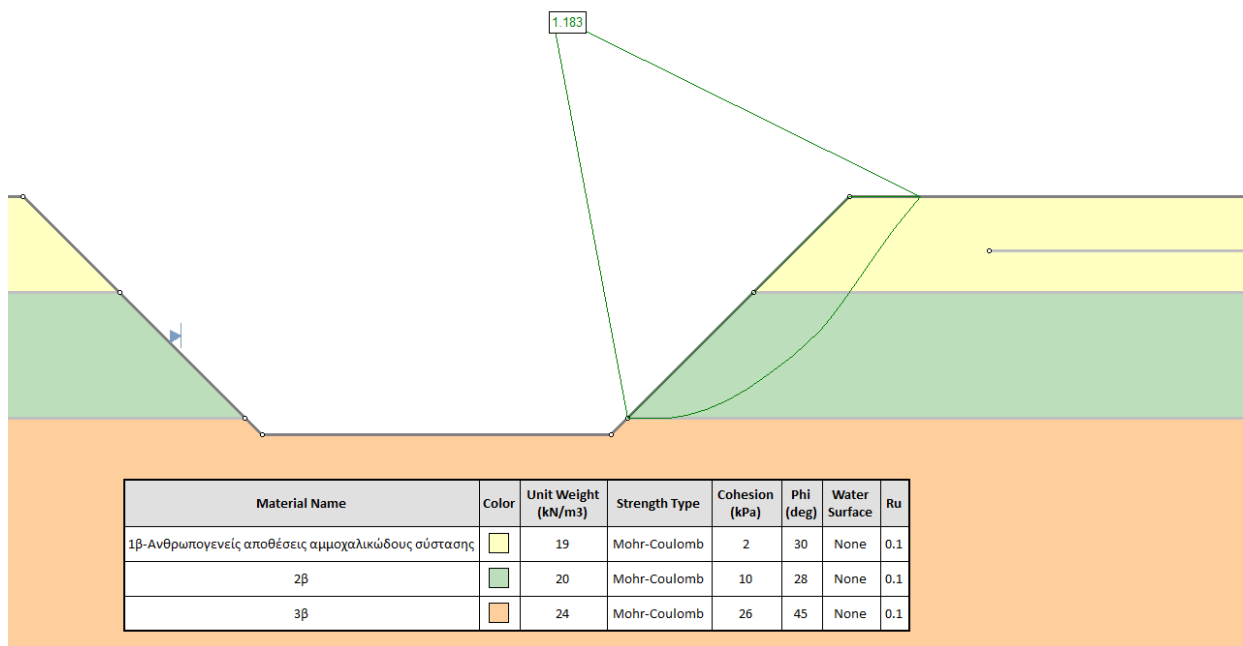 1.183
Material Name Color Unit Weight (kN/m3) Strength Type Cohesion (kPa) Phi (deg) Water Surface Ru
1β-Ανθρωπογενείς αποθέσεις αμμοχαλικώδους σύστασης 19 Mohr-Coulomb 2 30 None 0.1
2β 20 Mohr-Coulomb 10 28 None 0.1
3β 24 Mohr-Coulomb 26 45 None 0.1